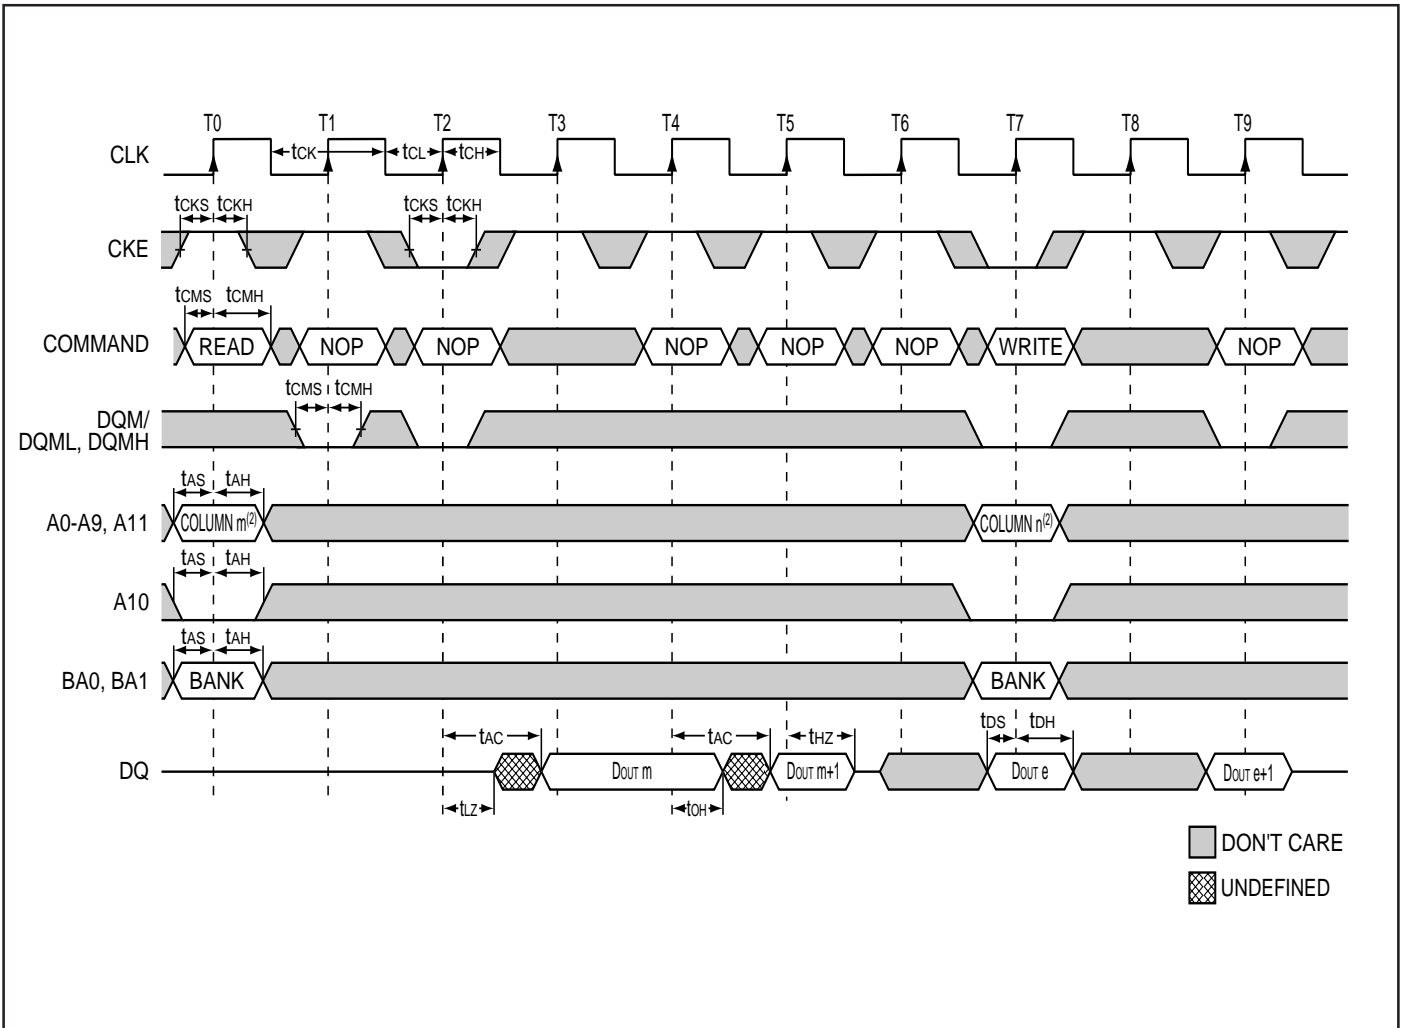 T0 T1 T2 T3 T4 T5 T6 T7 T8 T9
CLK tCK tCL tCH
tCKS tCKH tCKS tCKH
CKE
tCMS tCMH
COMMAND READ NOP NOP NOP NOP NOP WRITE NOP
tCMS tCMH
DQM/
DQML, DQMH
tAS tAH
A0-A9, A11 COLUMN m(2) COLUMN n(2)
tAS tAH
A10
tAS tAH
BA0, BA1 BANK BANK
tAC tAC tHZ tDS tDH
DQ DOUT m DOUT m+1 DOUT e DOUT e+1
tLZ tOH
DON'T CARE
UNDEFINED